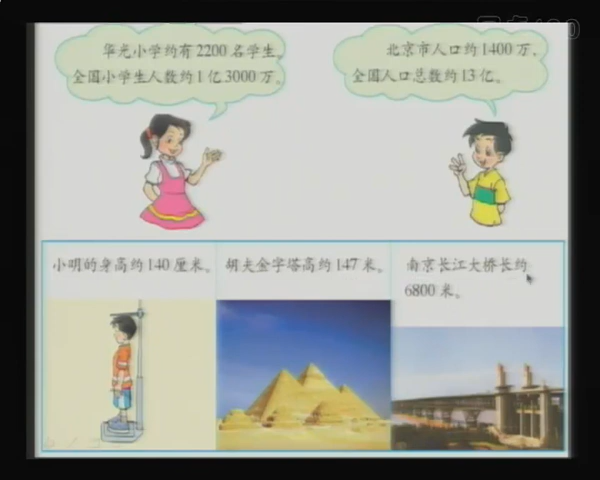 华光小学约有2200名学生。
全国小学生人数约1亿3000万。
北京市人口约1400万，
全国人口总数约13亿。
小明的身高约140厘米。
胡夫金字塔高约147米。
南京长江大桥长约
6800米。